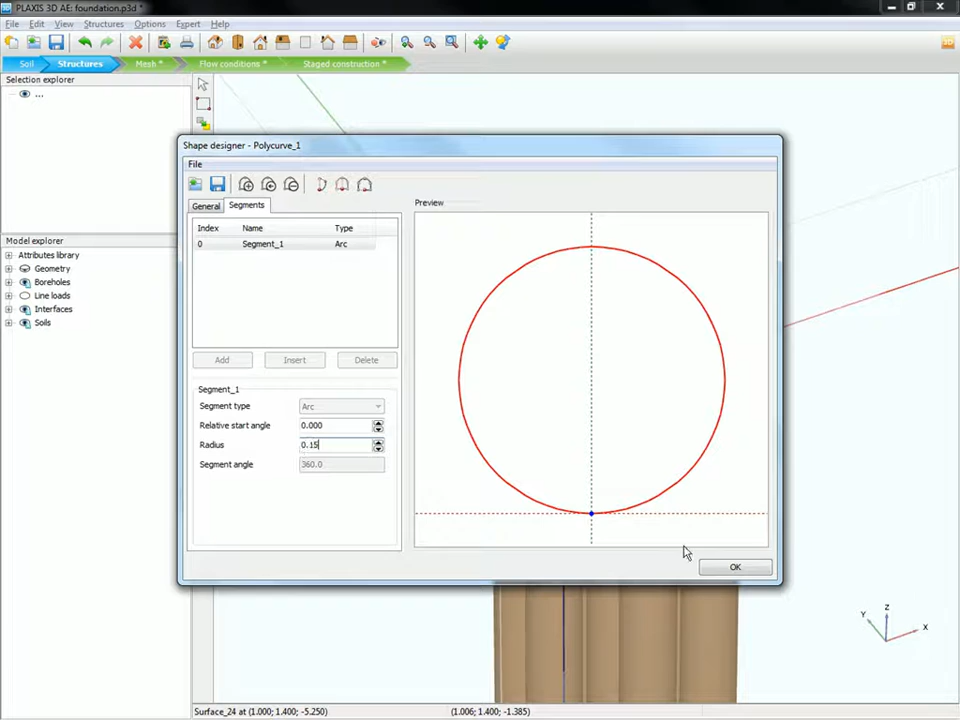 PLAXIS 3D AE: foundation.p3d *
File Edit View Structures Options Expert Help
Soil Structures Mesh * Flow conditions * Staged construction *
Selection explorer
...
Model explorer
Attributes library
Geometry
Boreholes
Line loads
Interfaces
Soils
Shape designer - Polycurve_1
File
General Segments
Index Name Type
0 Segment_1 Arc
Add Insert Delete
Segment_1
Segment type Arc
Relative start angle 0.000
Radius 0.15
Segment angle 360.0
Preview
OK
Z
Y X
Surface_24 at (1.000; 1.400; -5.250) (1.006; 1.400; -1.385)